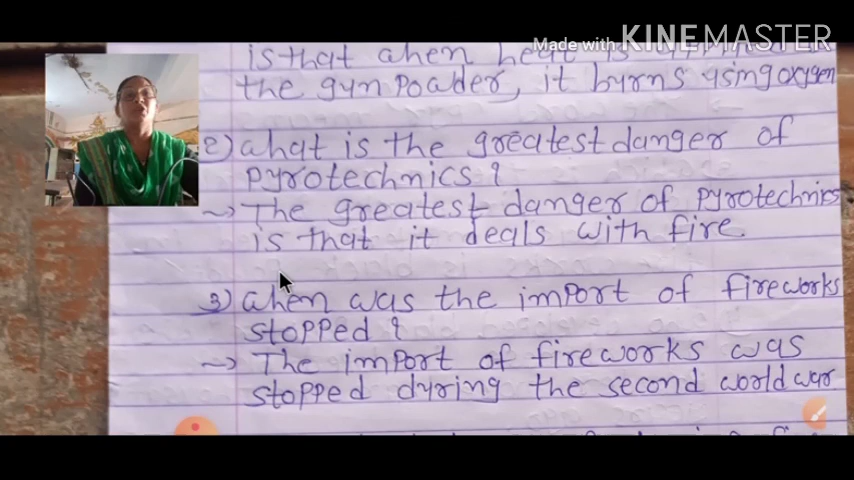 Made with KINEMASTER
is that when heat is
the gun powder, it burns using oxygen
2) what is the greatest danger of
pyrotechnics ?
→ The greatest danger of pyrotechnics
is that it deals with fire.
3) when was the import of fireworks
stopped ?
→ The import of fireworks was
stopped during the second world war